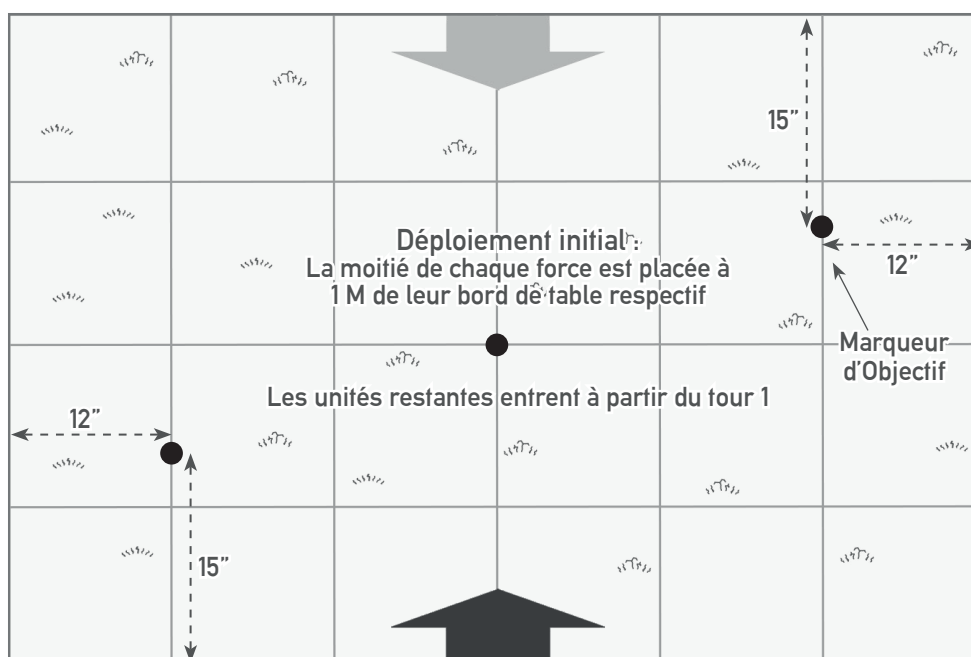 15”
Déploiement initial :
La moitié de chaque force est placée à
1 M de leur bord de table respectif
12”
Marqueur
d’Objectif
Les unités restantes entrent à partir du tour 1
12”
15”